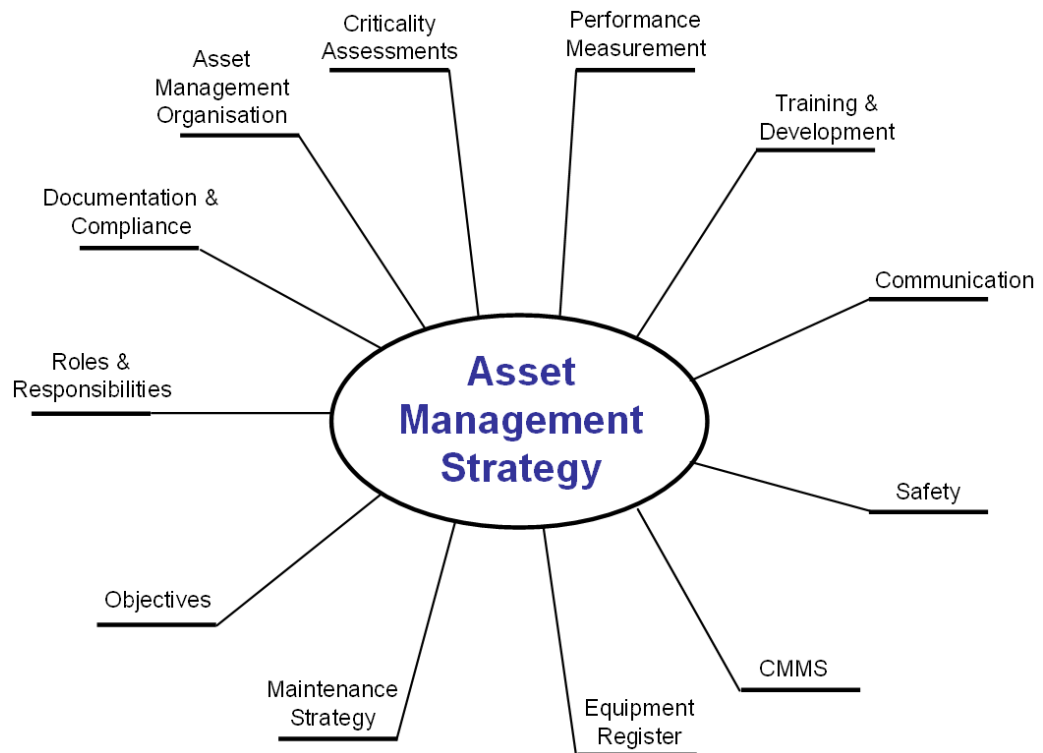 Criticality
Assessments
Performance
Measurement
Asset
Management
Organisation
Training &
Development
Documentation &
Compliance
Communication
Roles &
Responsibilities
Asset
Management
Strategy
Safety
Objectives
CMMS
Maintenance
Strategy
Equipment
Register